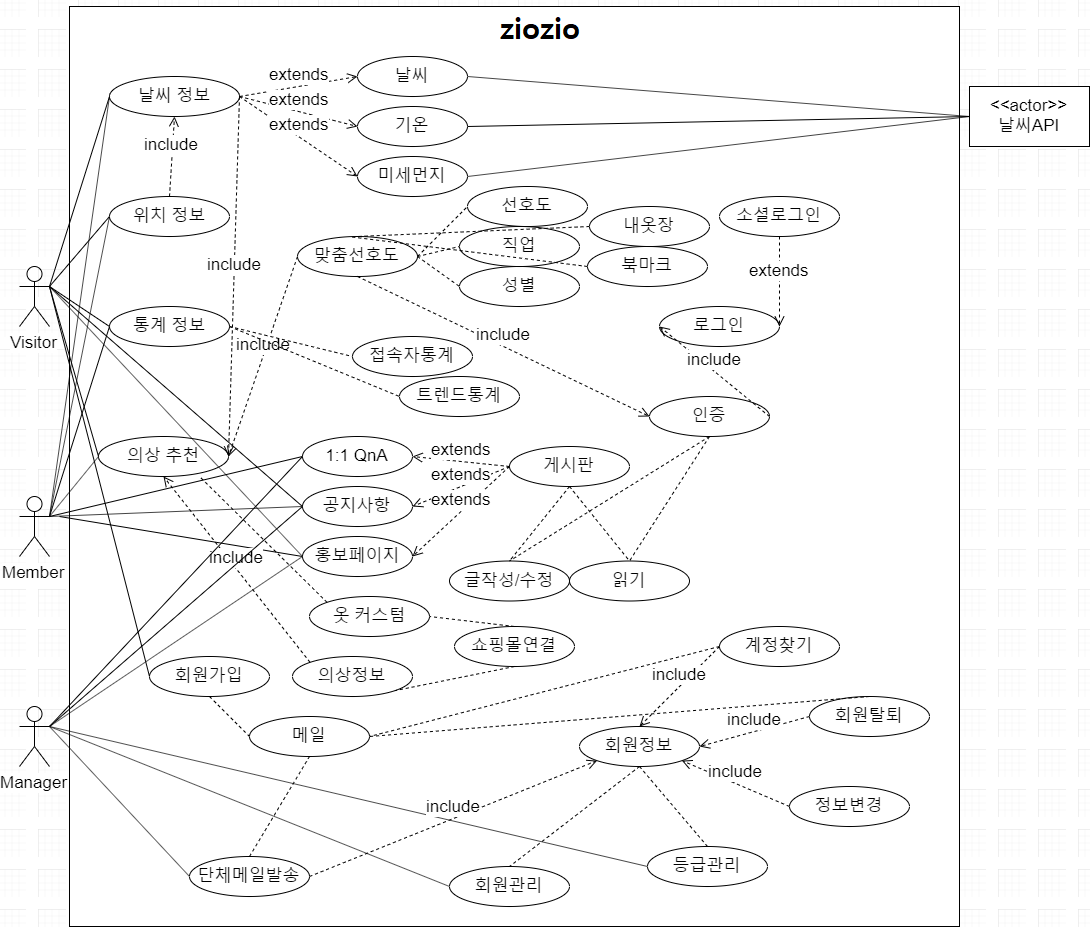 ziozio
날씨 정보
extends
extends
extends
날씨
기온
미세먼지
<<actor>>
날씨API
include
위치 정보
include
맞춤선호도
선호도
직업
성별
내옷장
북마크
소셜로그인
extends
로그인
include
Visitor
통계 정보
include
접속자통계
트렌드통계
include
인증
의상 추천
1:1 QnA
공지사항
홍보페이지
extends
extends
extends
게시판
글작성/수정
읽기
Member
include
옷 커스텀
쇼핑몰연결
의상정보
회원가입
메일
계정찾기
include
회원탈퇴
include
회원정보
include
정보변경
Manager
include
단체메일발송
회원관리
등급관리